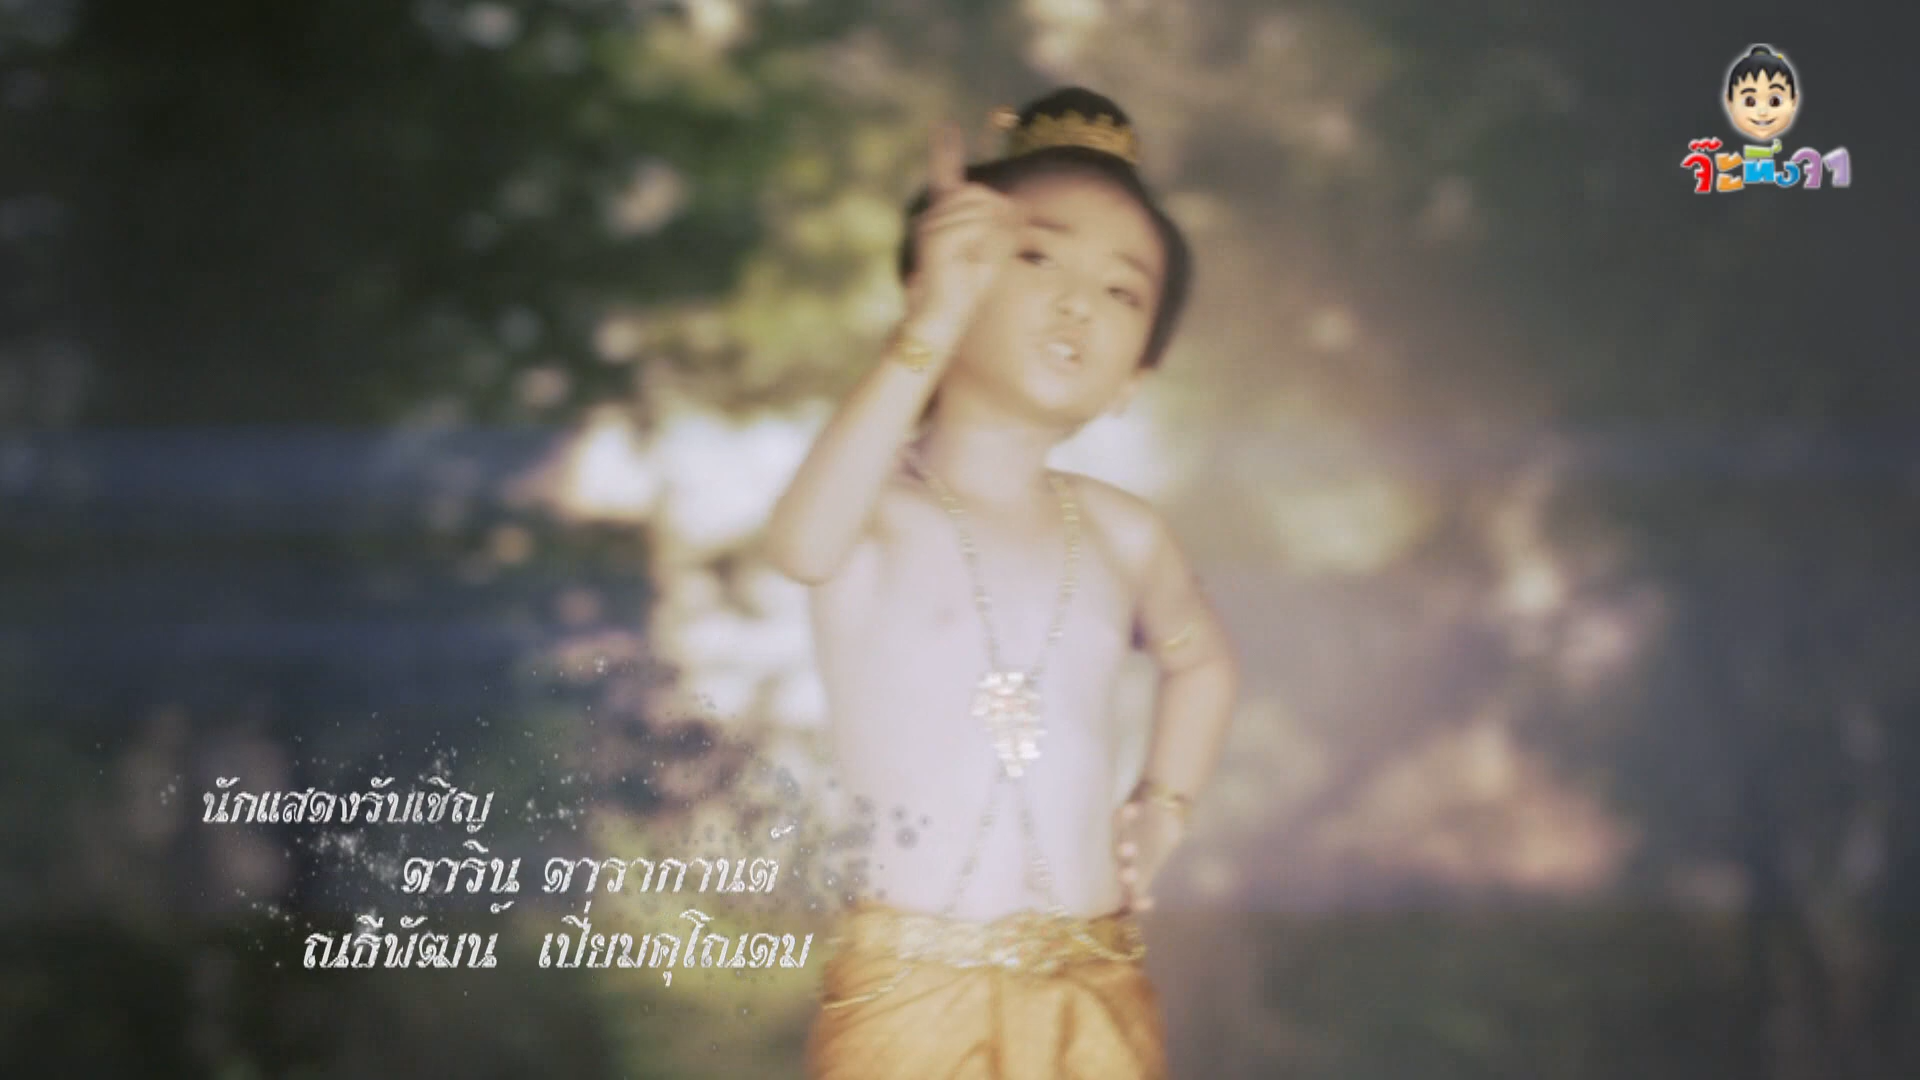 จ๊ะทิงจา
นักแสดงรับเชิญ
ดาริน ดารากานต์
ณธีพัฒน์ เปี่ยมคุโณดม